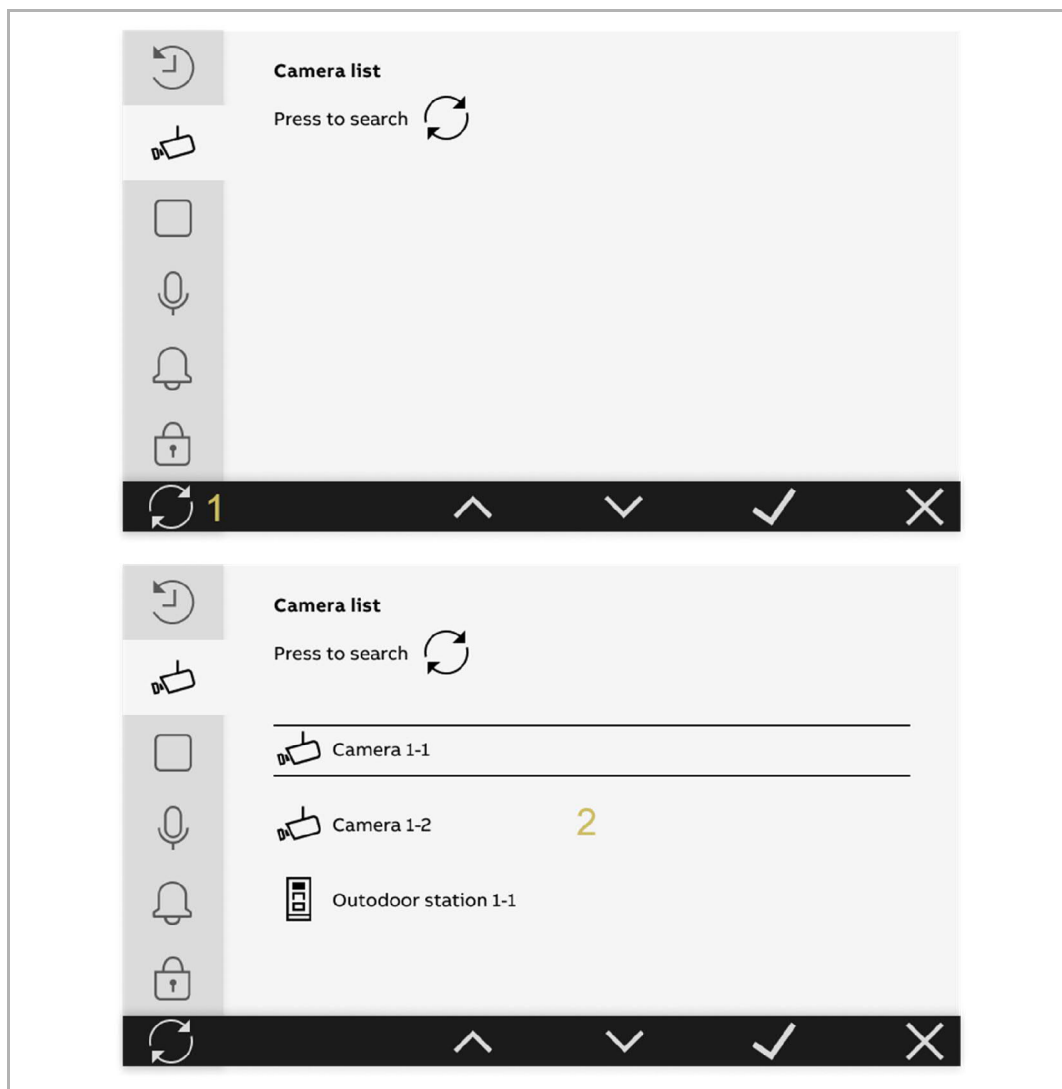 Camera list
Press to search
1
Camera list
Press to search
Camera 1-1
Camera 1-2 2
Outodoor station 1-1